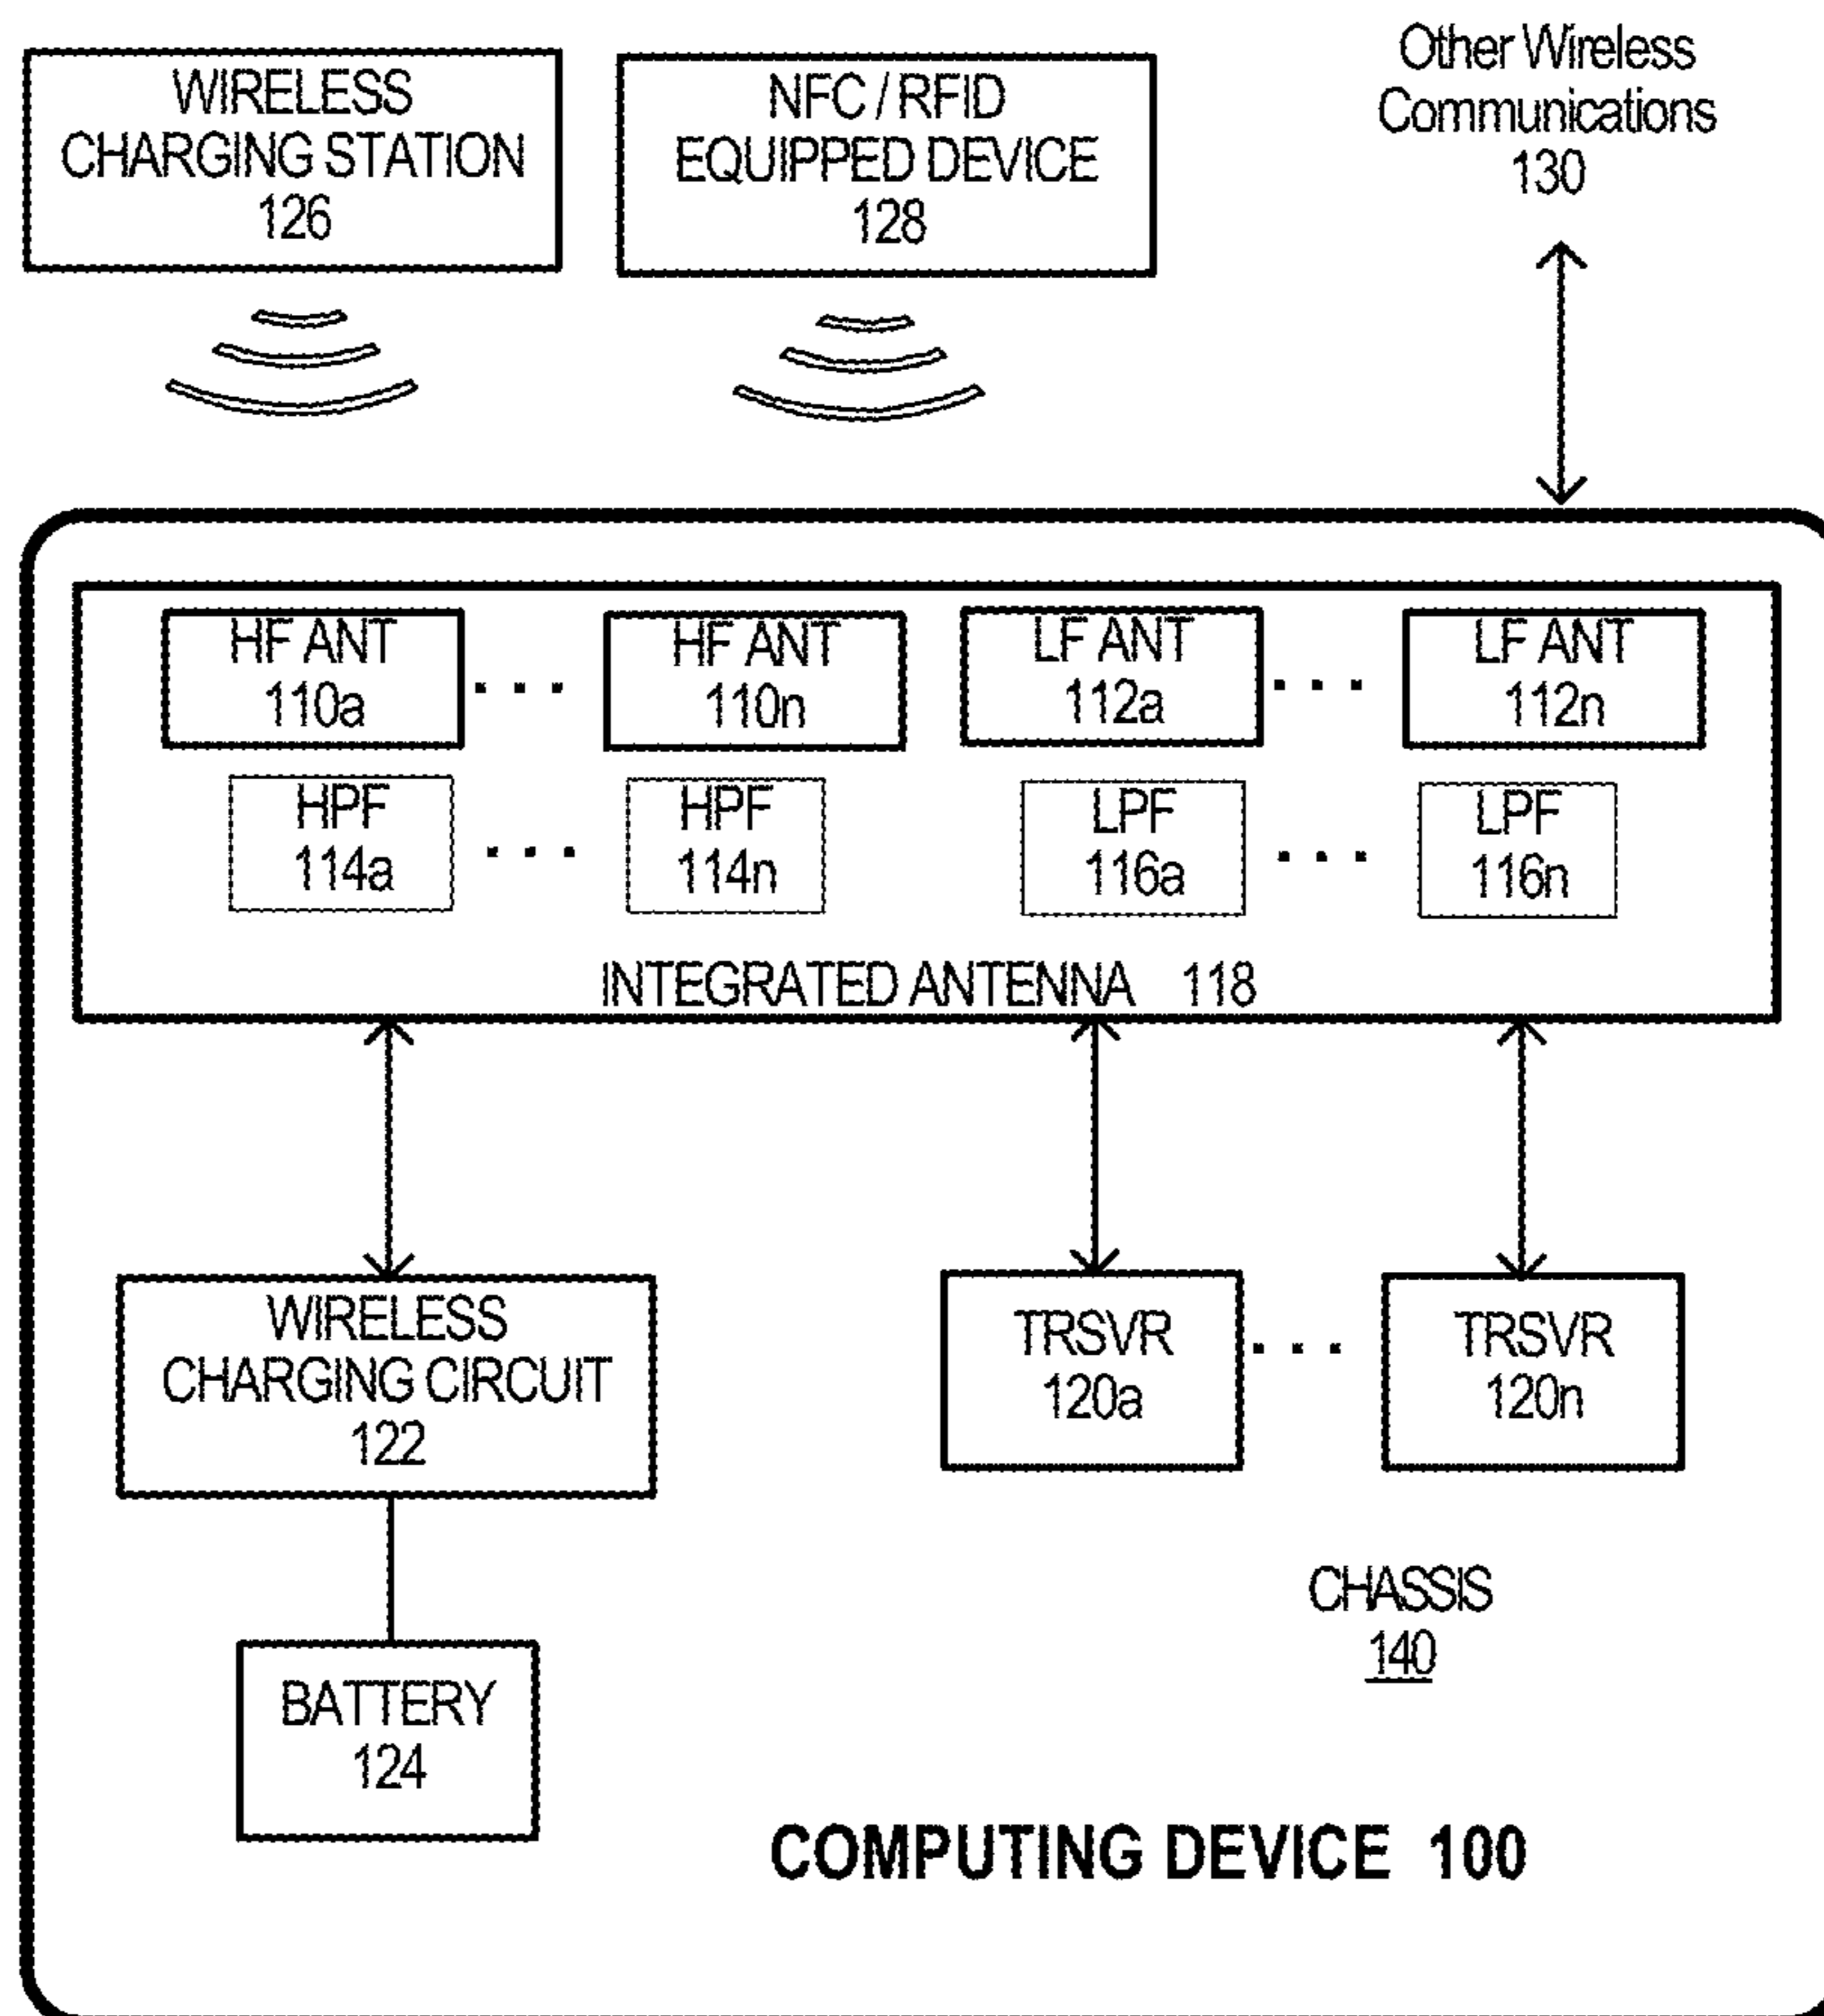 WIRELESS
CHARGING STATION
126
NFC / RFID
EQUIPPED DEVICE
128
Other Wireless
Communications
130
HF ANT
110a
. . .
HF ANT
110n
LF ANT
112a
. . .
LF ANT
112n
HPF
114a
. . .
HPF
114n
LPF
116a
. . .
LPF
116n
INTEGRATED ANTENNA 118
WIRELESS
CHARGING CIRCUIT
122
TRSVR
120a
. . .
TRSVR
120n
CHASSIS
140
BATTERY
124
COMPUTING DEVICE 100